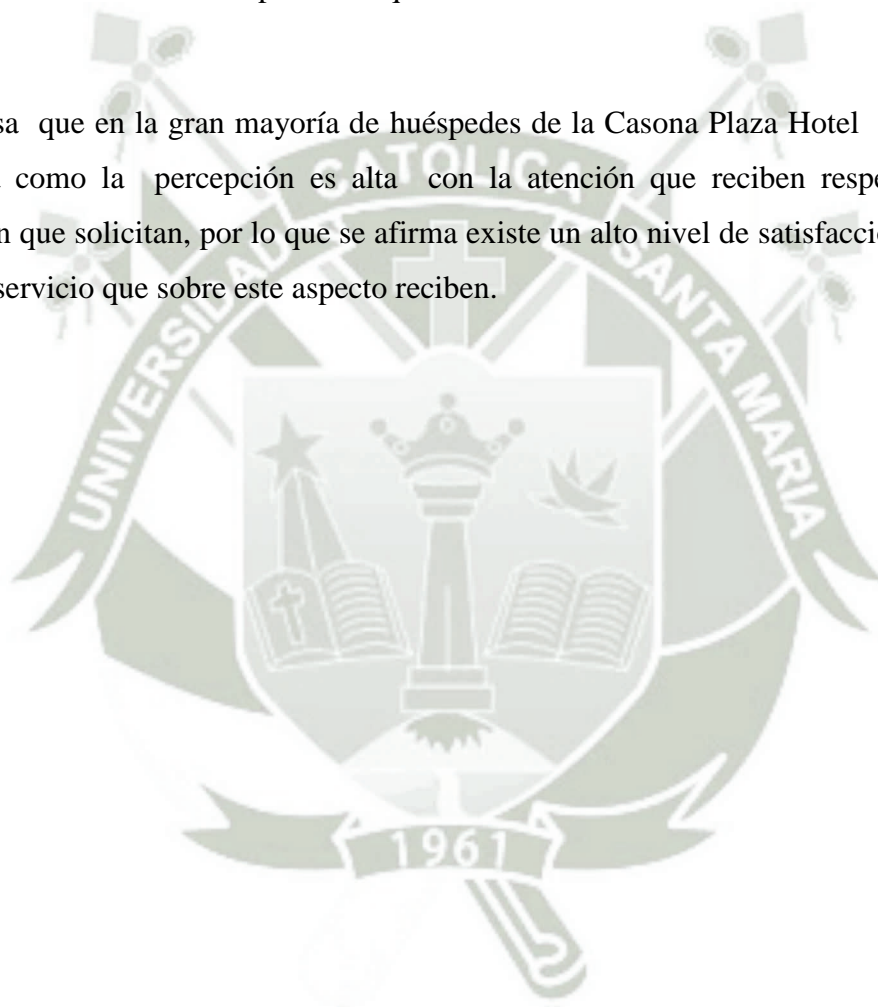 sa que en la gran mayoría de huéspedes de la Casona Plaza Hotel
como la percepción es alta con la atención que reciben
n que solicitan, por lo que se afirma existe un alto nivel de
servicio que sobre este aspecto reciben.
UNIVERSIDAD CATOLICA SANTA MARIA
1961